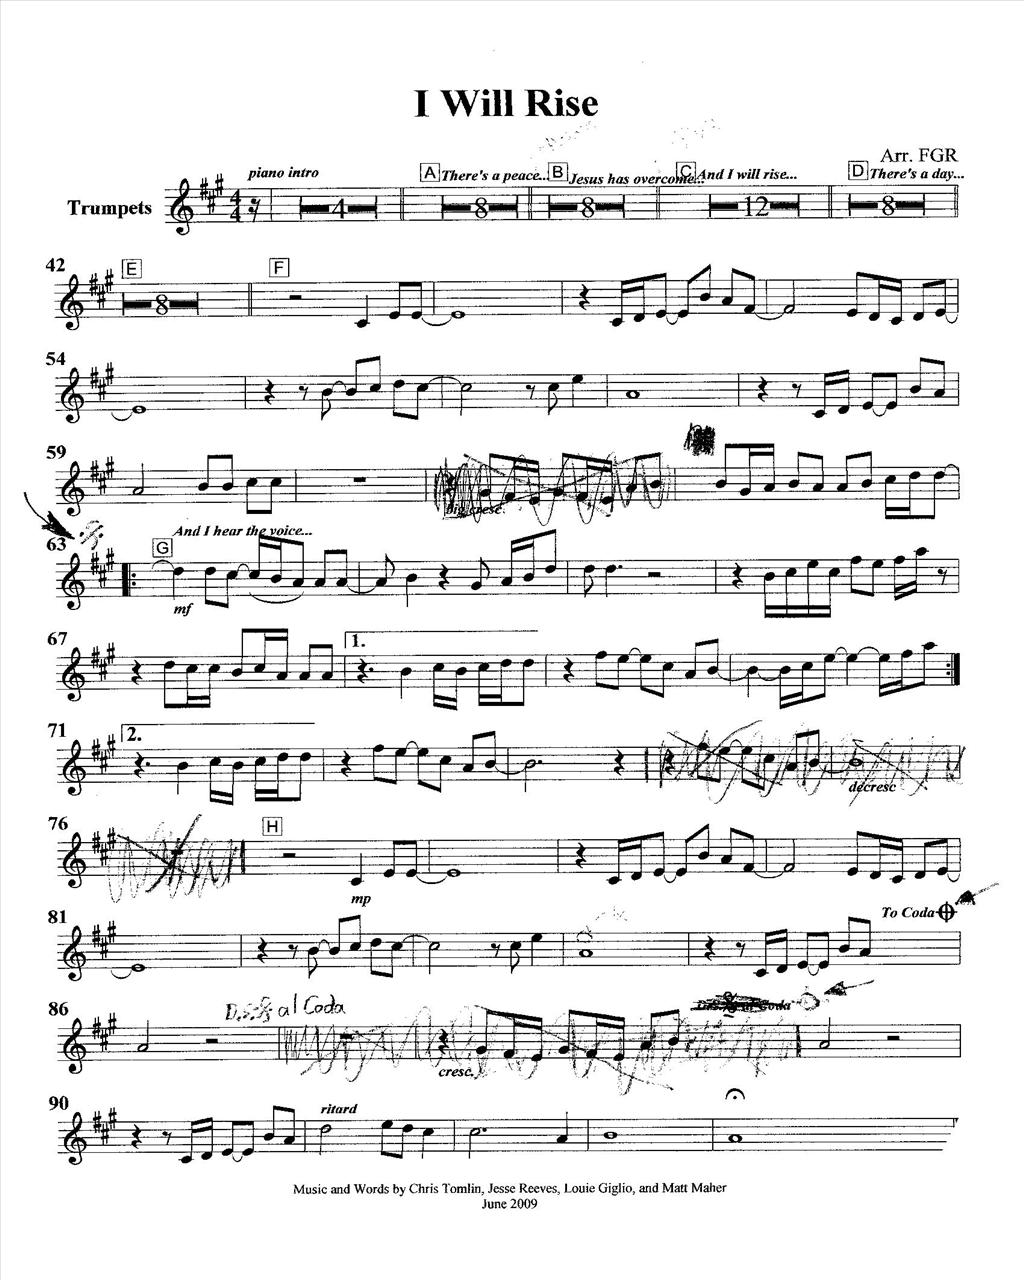 I Will Rise
Arr. FGR
piano intro A There's a peace... B Jesus has overcome... C And I will rise... D There's a day...
Trumpets 4 8 8 12 8
42 E F
8
54
59
big cresc.
63 G And I hear the voice...
mf
67 1.
71 2.
decresc
76 H
mp
81 To Coda
86 D.S. al Coda
cresc.
90 ritard
Music and Words by Chris Tomlin, Jesse Reeves, Louie Giglio, and Matt Maher
June 2009